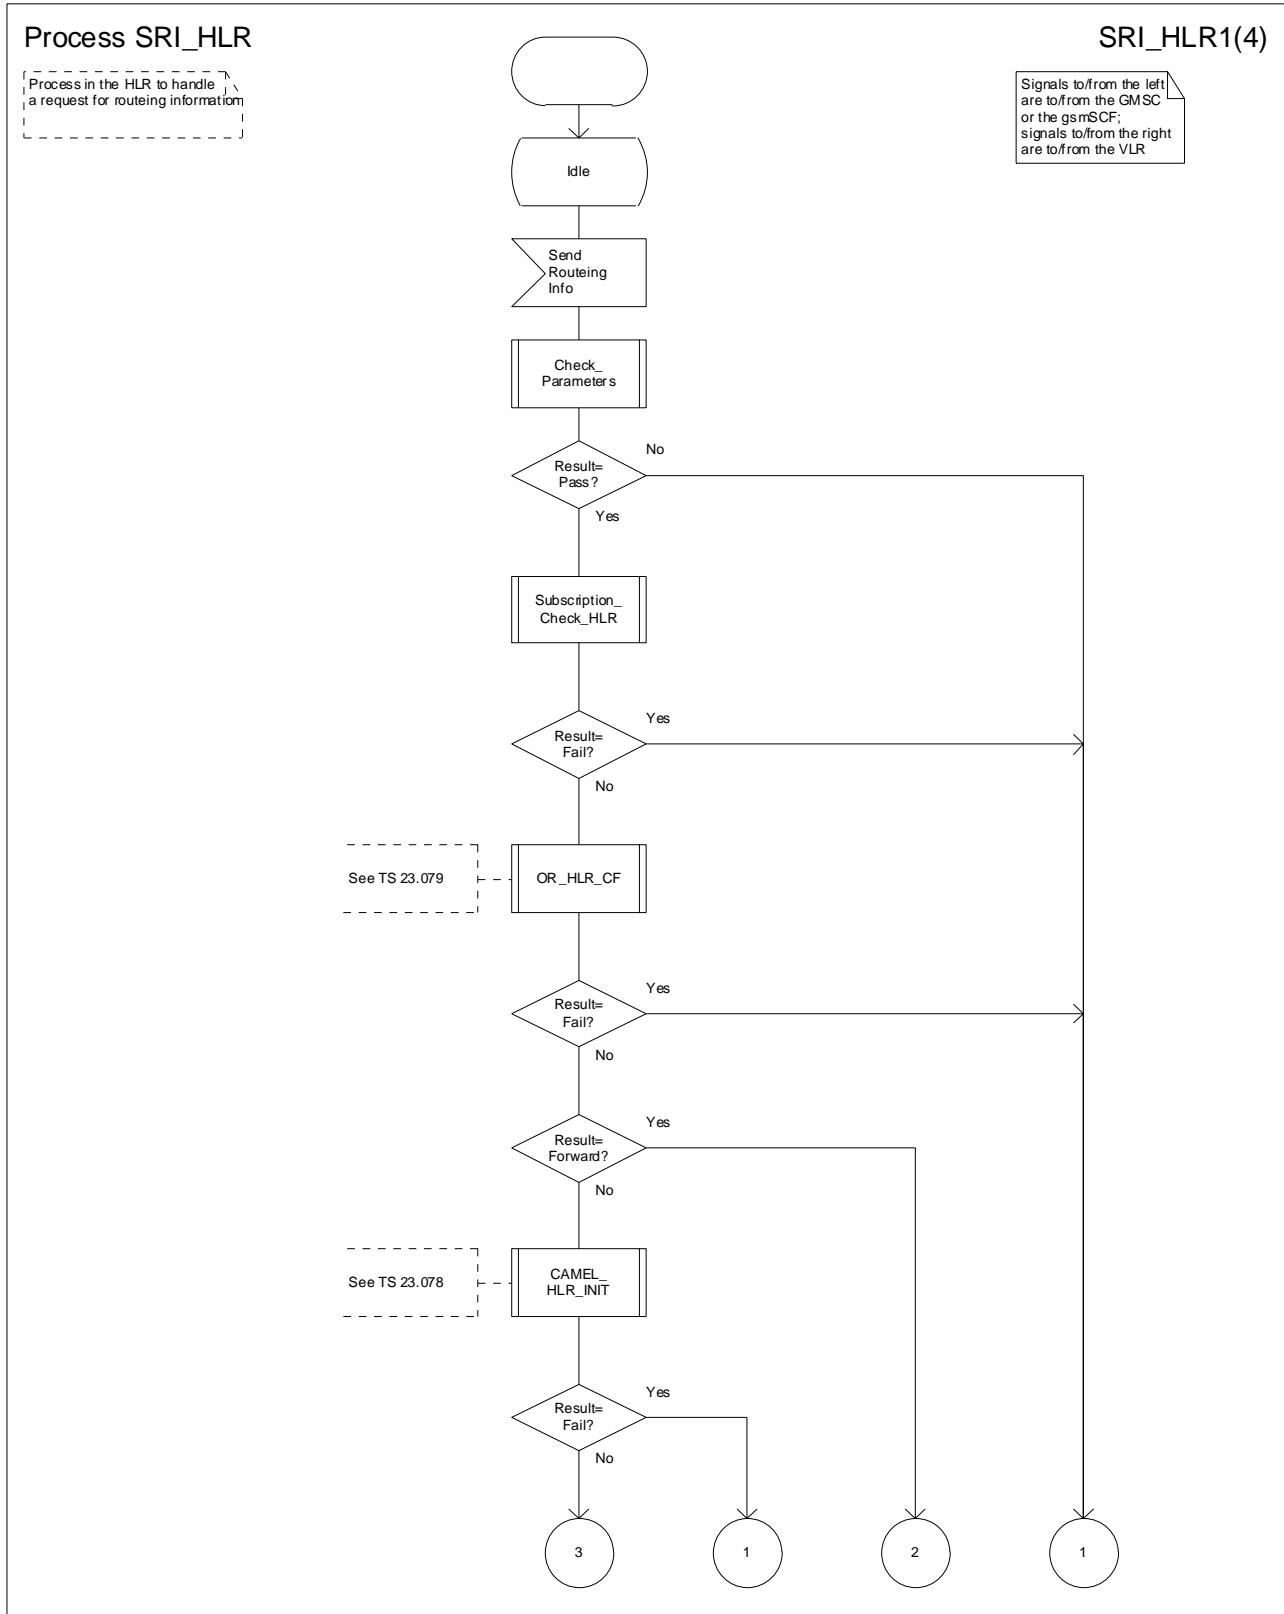 Process SRI_HLR
SRI_HLR1(4)
Process in the HLR to handle
a request for routeing information
Signals to/from the left
are to/from the GMSC
or the gsmSCF;
signals to/from the right
are to/from the VLR
Idle
Send
Routeing
Info
Check_
Parameters
Result=
Pass?
No
Yes
Subscription_
Check_HLR
Result=
Fail?
Yes
No
See TS 23.079
OR_HLR_CF
Result=
Fail?
Yes
No
Result=
Forward?
Yes
No
See TS 23.078
CAMEL_
HLR_INIT
Result=
Fail?
Yes
No
3
1
2
1